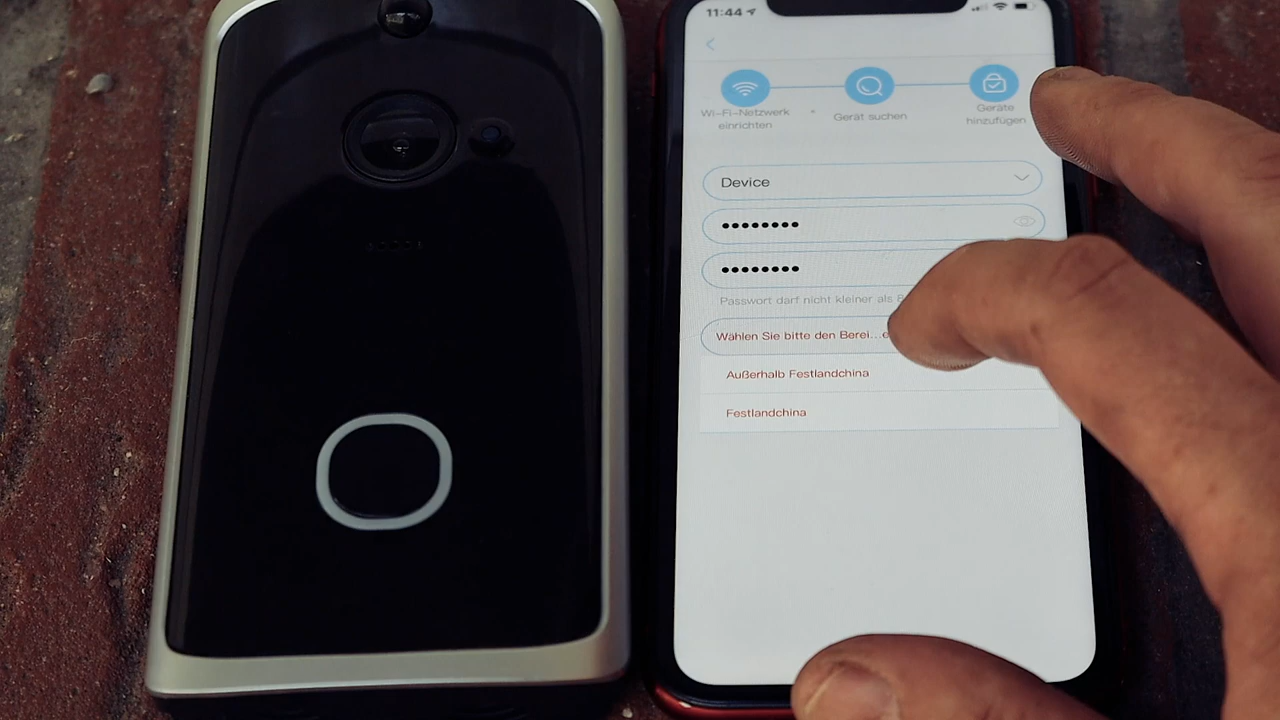 11:44
Wi-Fi-Netzwerk
einrichten
Gerät suchen
Geräte
hinzufügen
Device
Passwort darf nicht kleiner als
Wählen Sie bitte den Berei...
Außerhalb Festlandchina
Festlandchina